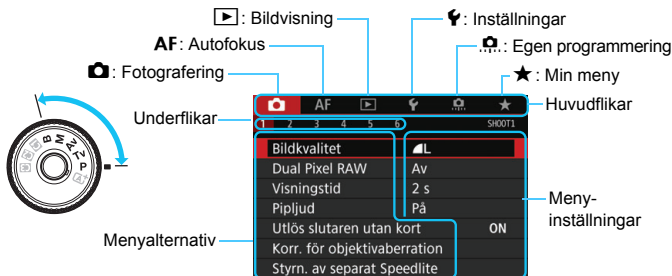 ▶: Bildvisning
AF: Autofokus
: Fotografering
: Inställningar
: Egen programmering
★: Min meny
Huvudflikar
Underflikar
AF
1 2 3 4 5 6 SHOOT1
Bildkvalitet L
Dual Pixel RAW Av
Visningstid 2 s
Pipljud På
Utlös slutaren utan kort ON
Korr. för objektivaberration
Styrn. av separat Speedlite
Meny-
inställningar
Menyalternativ
B M Av Tv P A+